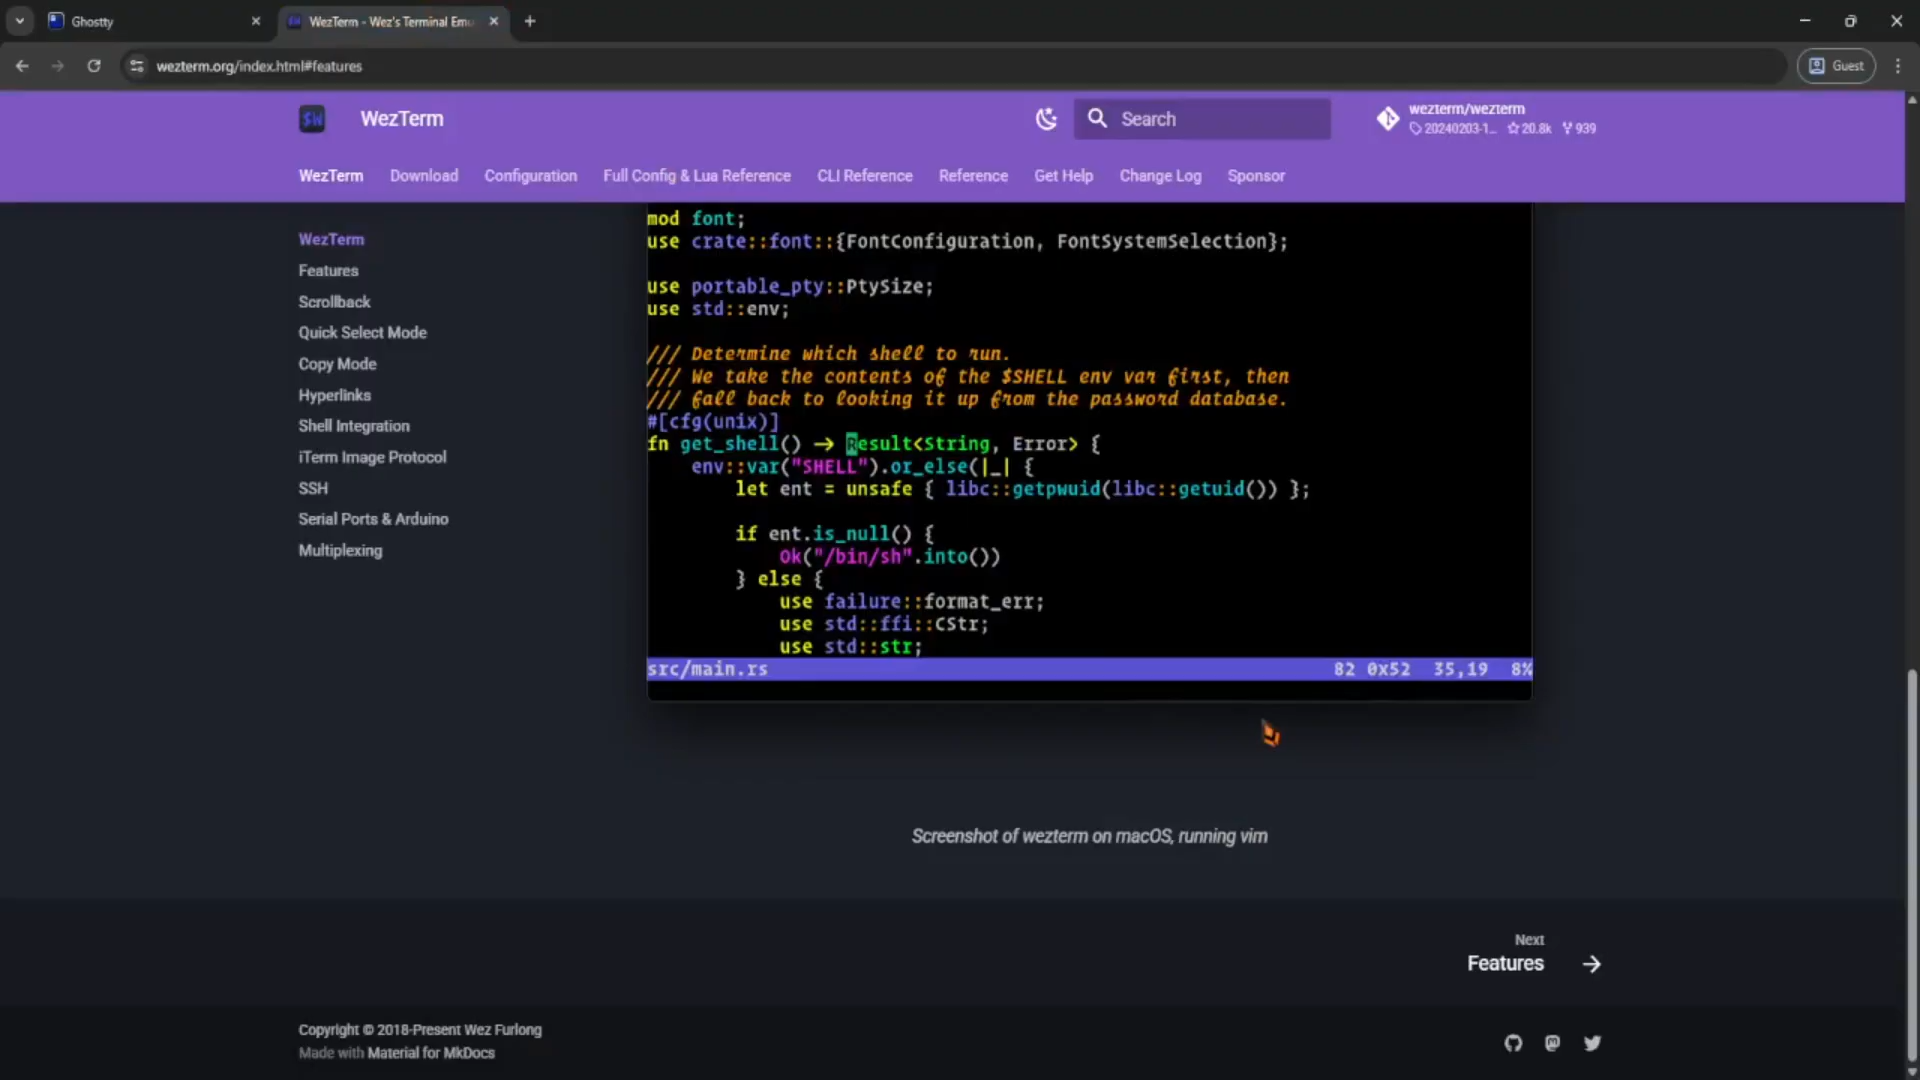 Ghostty
WezTerm - Wez's Terminal Emu
wezterm.org/index.html#features
Guest
WezTerm
Search
wezterm/wezterm
20240203-1... 20.8k 939
WezTerm Download Configuration Full Config & Lua Reference CLI Reference Reference Get Help Change Log Sponsor
WezTerm
Features
Scrollback
Quick Select Mode
Copy Mode
Hyperlinks
Shell Integration
iTerm Image Protocol
SSH
Serial Ports & Arduino
Multiplexing
mod font;
use crate::font::{FontConfiguration, FontSystemSelection};
use portable_pty::PtySize;
use std::env;
/// Determine which shell to run.
/// We take the contents of the $SHELL env var first, then
/// fall back to looking it up from the password database.
#[cfg(unix)]
fn get_shell() → Result<String, Error> {
env::var("SHELL").or_else(|_| {
let ent = unsafe { libc::getpwuid(libc::getuid()) };
if ent.is_null() {
Ok("/bin/sh".into())
} else {
use failure::format_err;
use std::ffi::CStr;
use std::str;
src/main.rs 82 0x52 35,19 8%
Screenshot of wezterm on macOS, running vim
Next
Features
Copyright © 2018-Present Wez Furlong
Made with Material for MkDocs